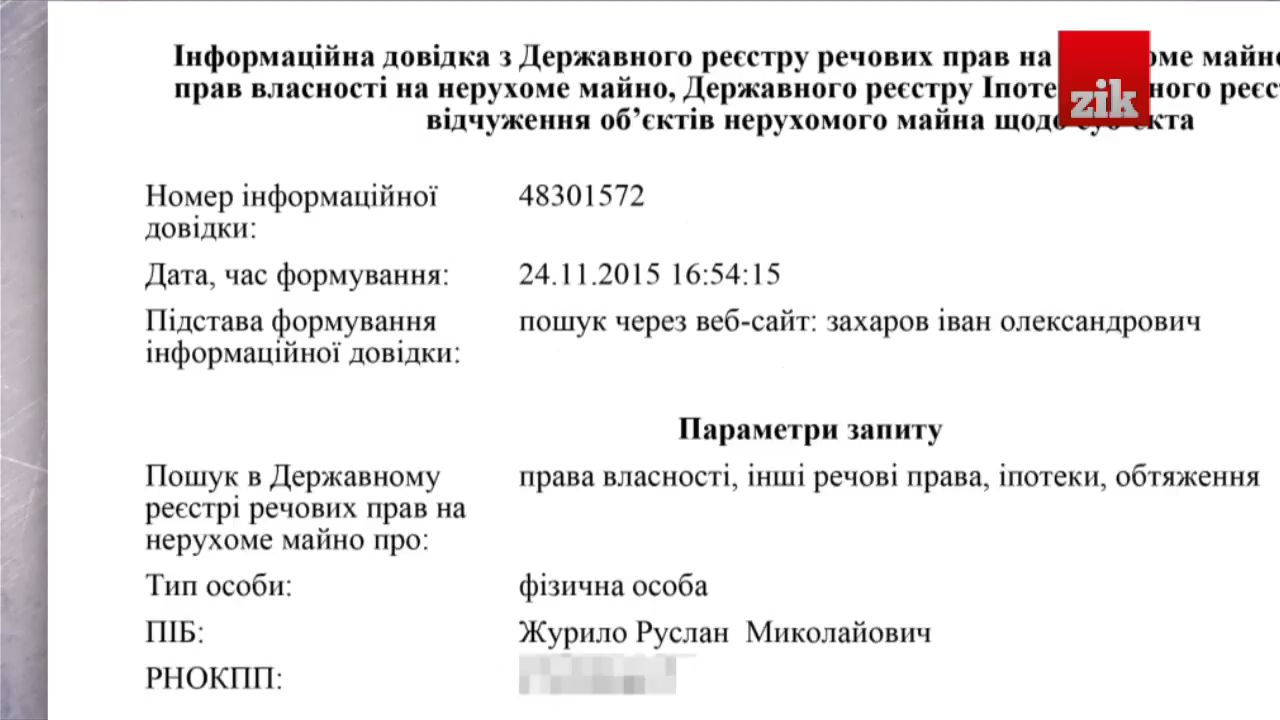 Інформаційна довідка з Державного реєстру речових прав на
прав власності на нерухоме майно, Державного реєстру
відчуження об’єктів нерухомого майна щодо
zik
Номер інформаційної 48301572
довідки:
Дата, час формування: 24.11.2015 16:54:15
Підстава формування пошук через веб-сайт: захаров іван олександрович
інформаційної довідки:
Параметри запиту
Пошук в Державному права власності, інші речові права, іпотеки, обтяження
реєстрі речових прав на
нерухоме майно про:
Тип особи: фізична особа
ПІБ: Журило Руслан Миколайович
РНОКПП: